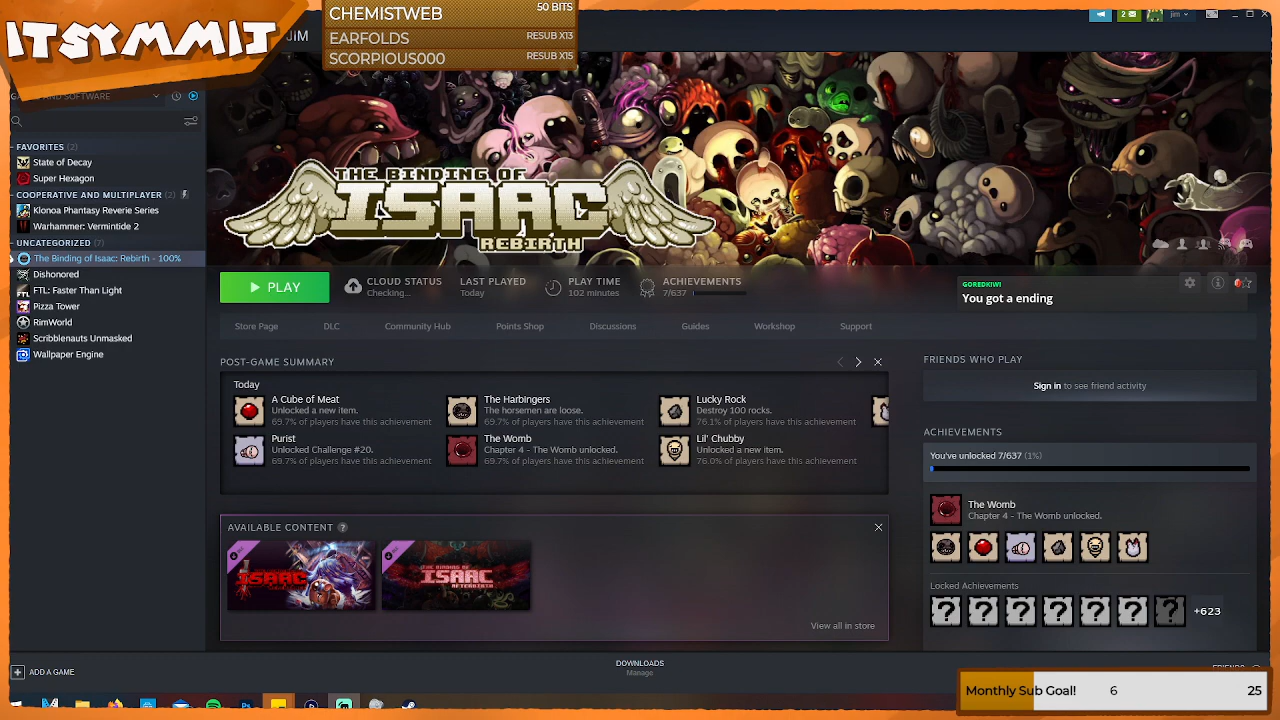 ITSYMMIJ
JIM
CHEMISTWEB 50 BITS
EARFOLDS RESUB X13
SCORPIOUS000 RESUB X15
2
jim
FAVORITES (2)
State of Decay
Super Hexagon
COOPERATIVE AND MULTIPLAYER (2)
Klonoa Phantasy Reverie Series
Warhammer: Vermintide 2
UNCATEGORIZED (7)
The Binding of Isaac: Rebirth - 100%
Dishonored
FTL: Faster Than Light
Pizza Tower
RimWorld
Scribblenauts Unmasked
Wallpaper Engine
THE BINDING OF
ISAAC
REBIRTH
PLAY
CLOUD STATUS
Checking...
LAST PLAYED
Today
PLAY TIME
102 minutes
ACHIEVEMENTS
7/637
GOREDKIWI
You got a ending
Store Page
DLC
Community Hub
Points Shop
Discussions
Guides
Workshop
Support
POST-GAME SUMMARY
Today
A Cube of Meat
Unlocked a new item.
69.7% of players have this achievement
The Harbingers
The horsemen are loose.
69.7% of players have this achievement
Lucky Rock
Destroy 100 rocks.
76.1% of players have this achievement
Purist
Unlocked Challenge #20.
69.7% of players have this achievement
The Womb
Chapter 4 - The Womb unlocked.
69.7% of players have this achievement
Lil' Chubby
Unlocked a new item.
76.0% of players have this achievement
AVAILABLE CONTENT ?
ISAAC
THE BINDING OF
ISAAC
AFTERBIRTH
View all in store
FRIENDS WHO PLAY
Sign in to see friend activity
ACHIEVEMENTS
You've unlocked 7/637 (1%)
The Womb
Chapter 4 - The Womb unlocked.
Locked Achievements
? ? ? ? ? ? ?
+623
ADD A GAME
DOWNLOADS
Manage
Monthly Sub Goal! 6 25